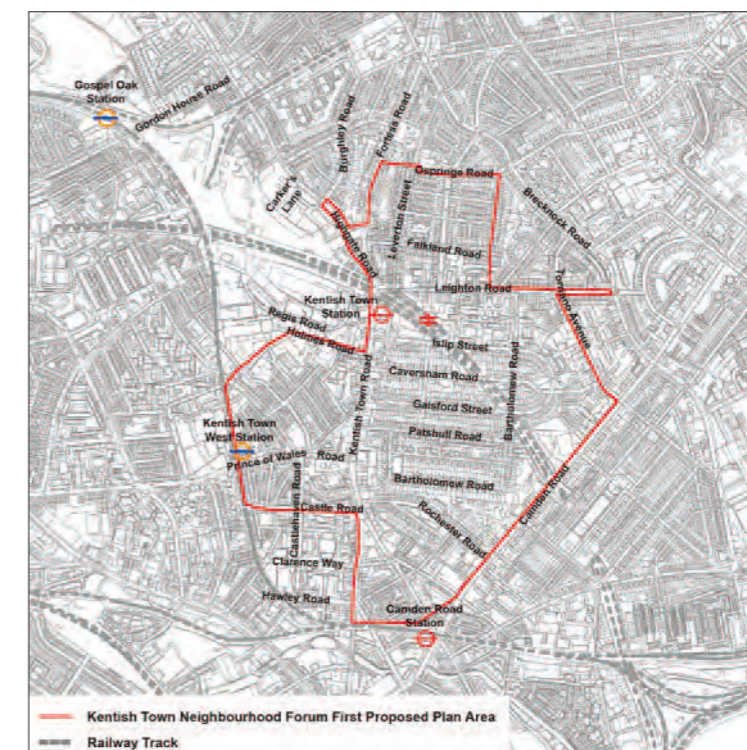 Gospel Oak
Station
Gordon House Road
Burghley Road
Fortess Road
Carker's
Lane
Ospringe Road
Leverton Street
Brecknock Road
Highgate Road
Falkland Road
Leighton Road
Torriano Avenue
Kentish Town
Station
Regis Road
Holmes Road
Islip Street
Kentish Town Road
Caversham Road
Bartholomew Road
Gaisford Street
Kentish Town
West Station
Patshull Road
Prince of Wales Road
Castlehaven Road
Bartholomew Road
Camden Road
Castle Road
Rochester Road
Clarence Way
Hawley Road
Camden Road
Station
Kentish Town Neighbourhood Forum First Proposed Plan Area
Railway Track